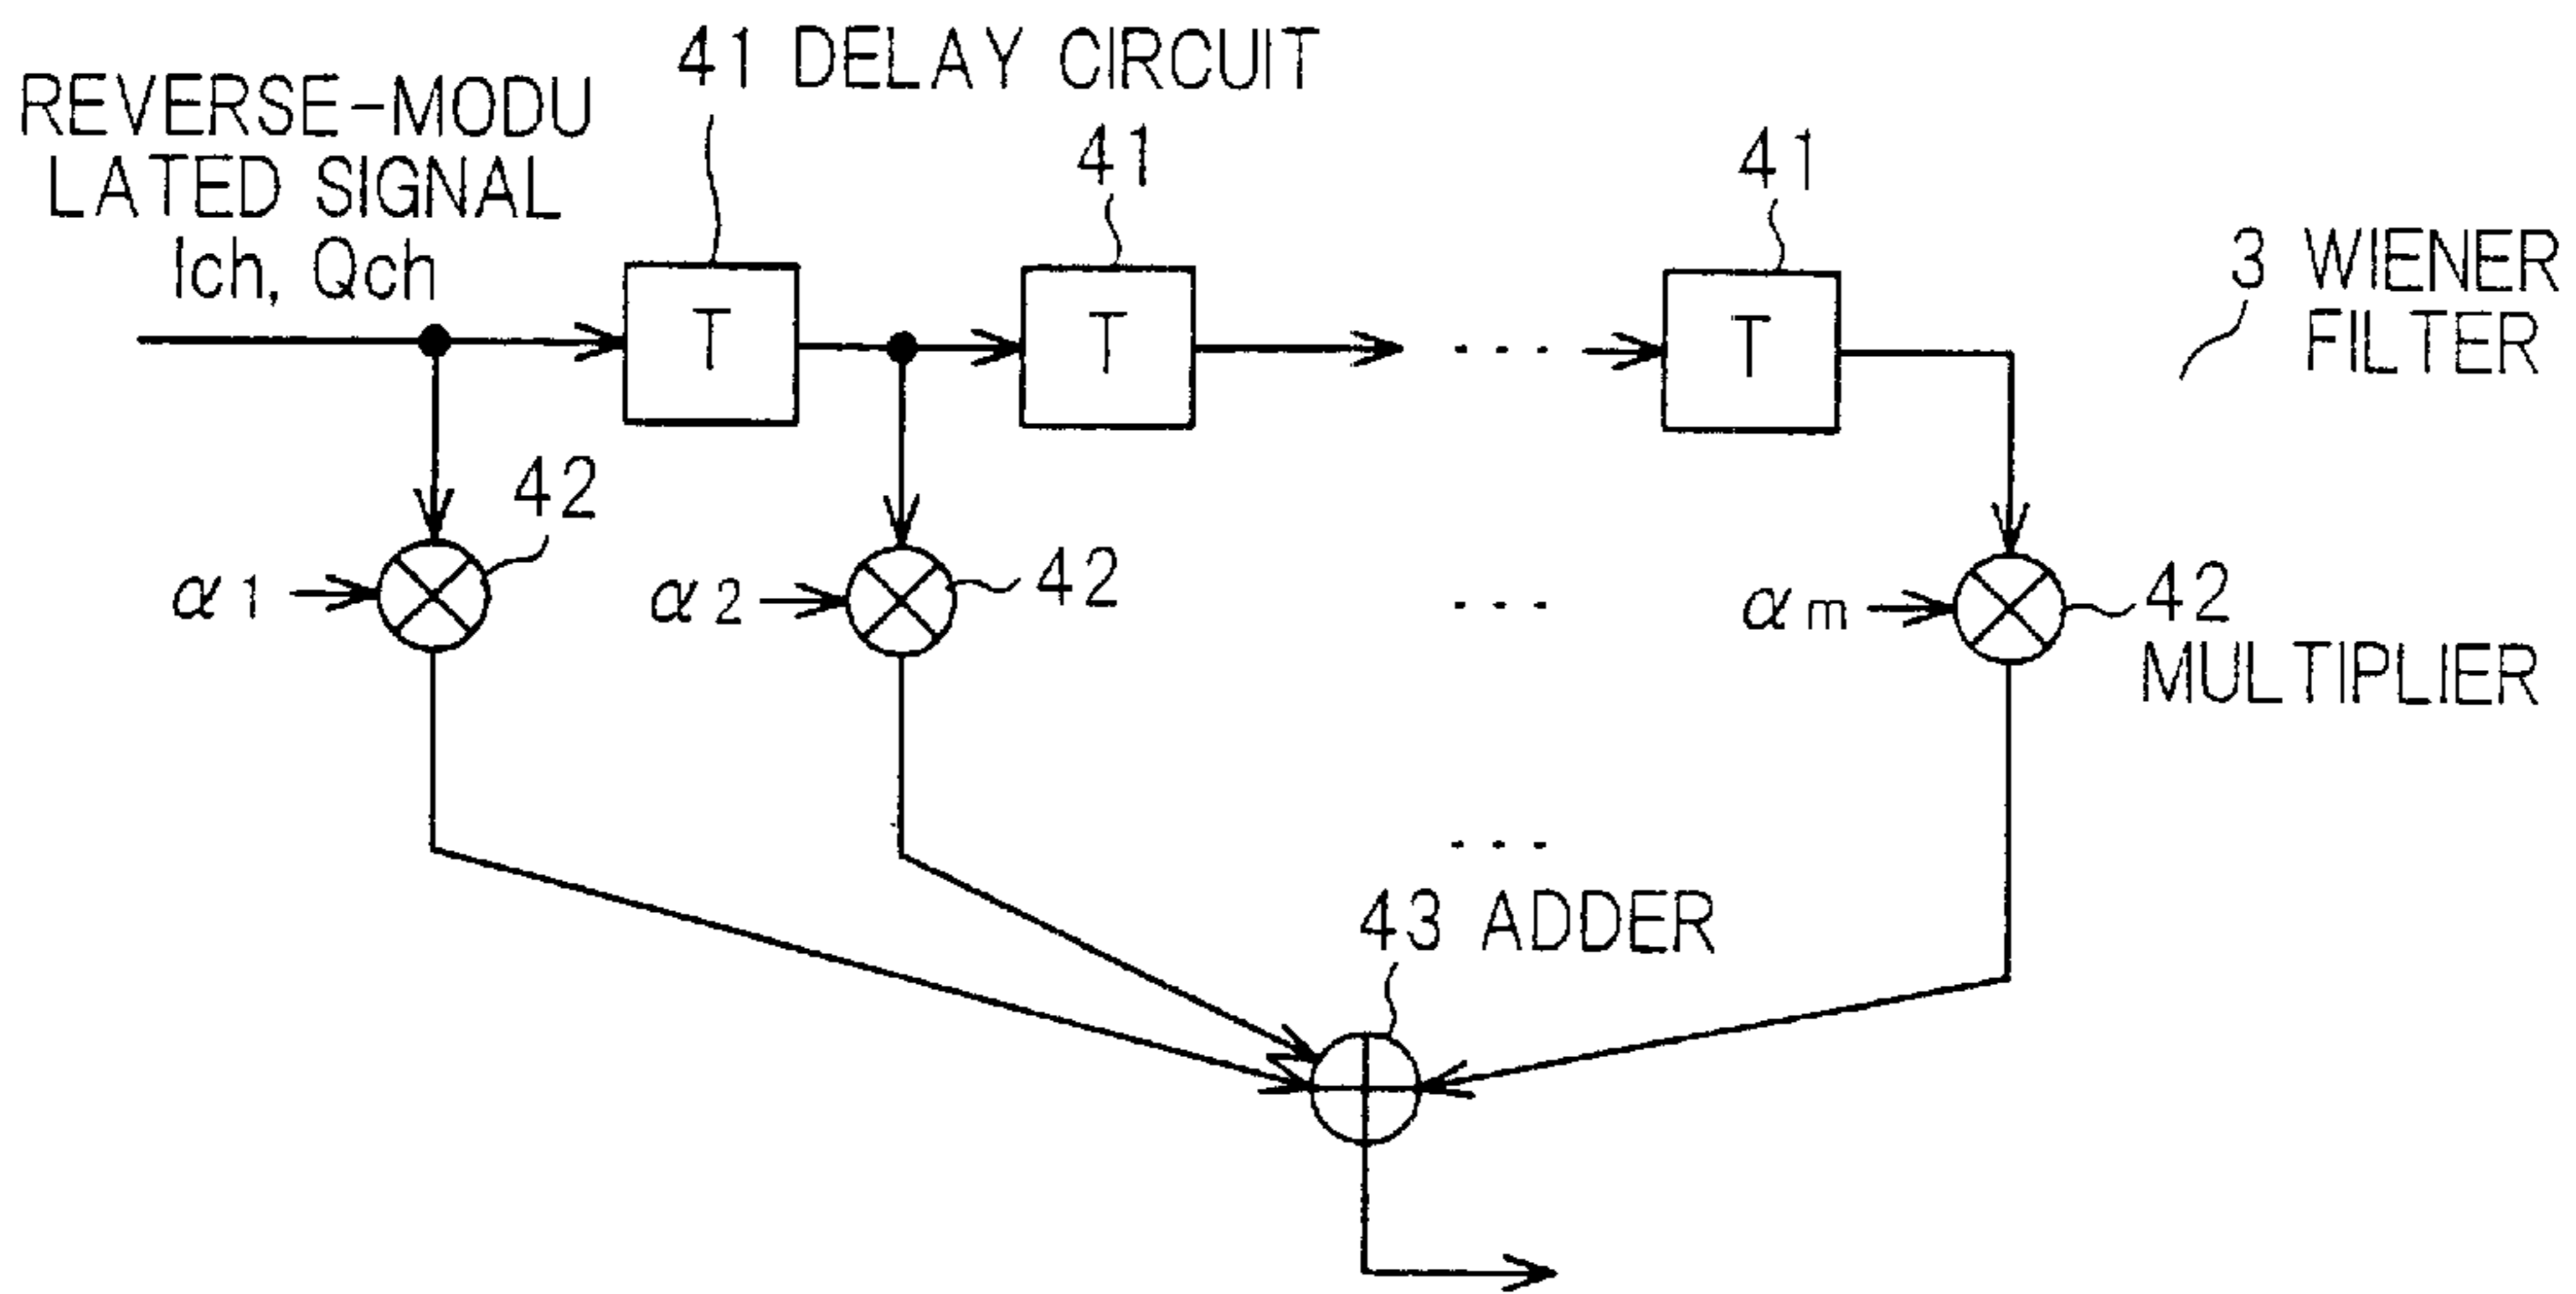 41 DELAY CIRCUIT
REVERSE-MODU
LATED SIGNAL
Ich, Qch
41
41
3 WIENER
FILTER
T
T
. . .
T
42
α1
α2
42
. . .
αm
42
MULTIPLIER
. . .
43 ADDER